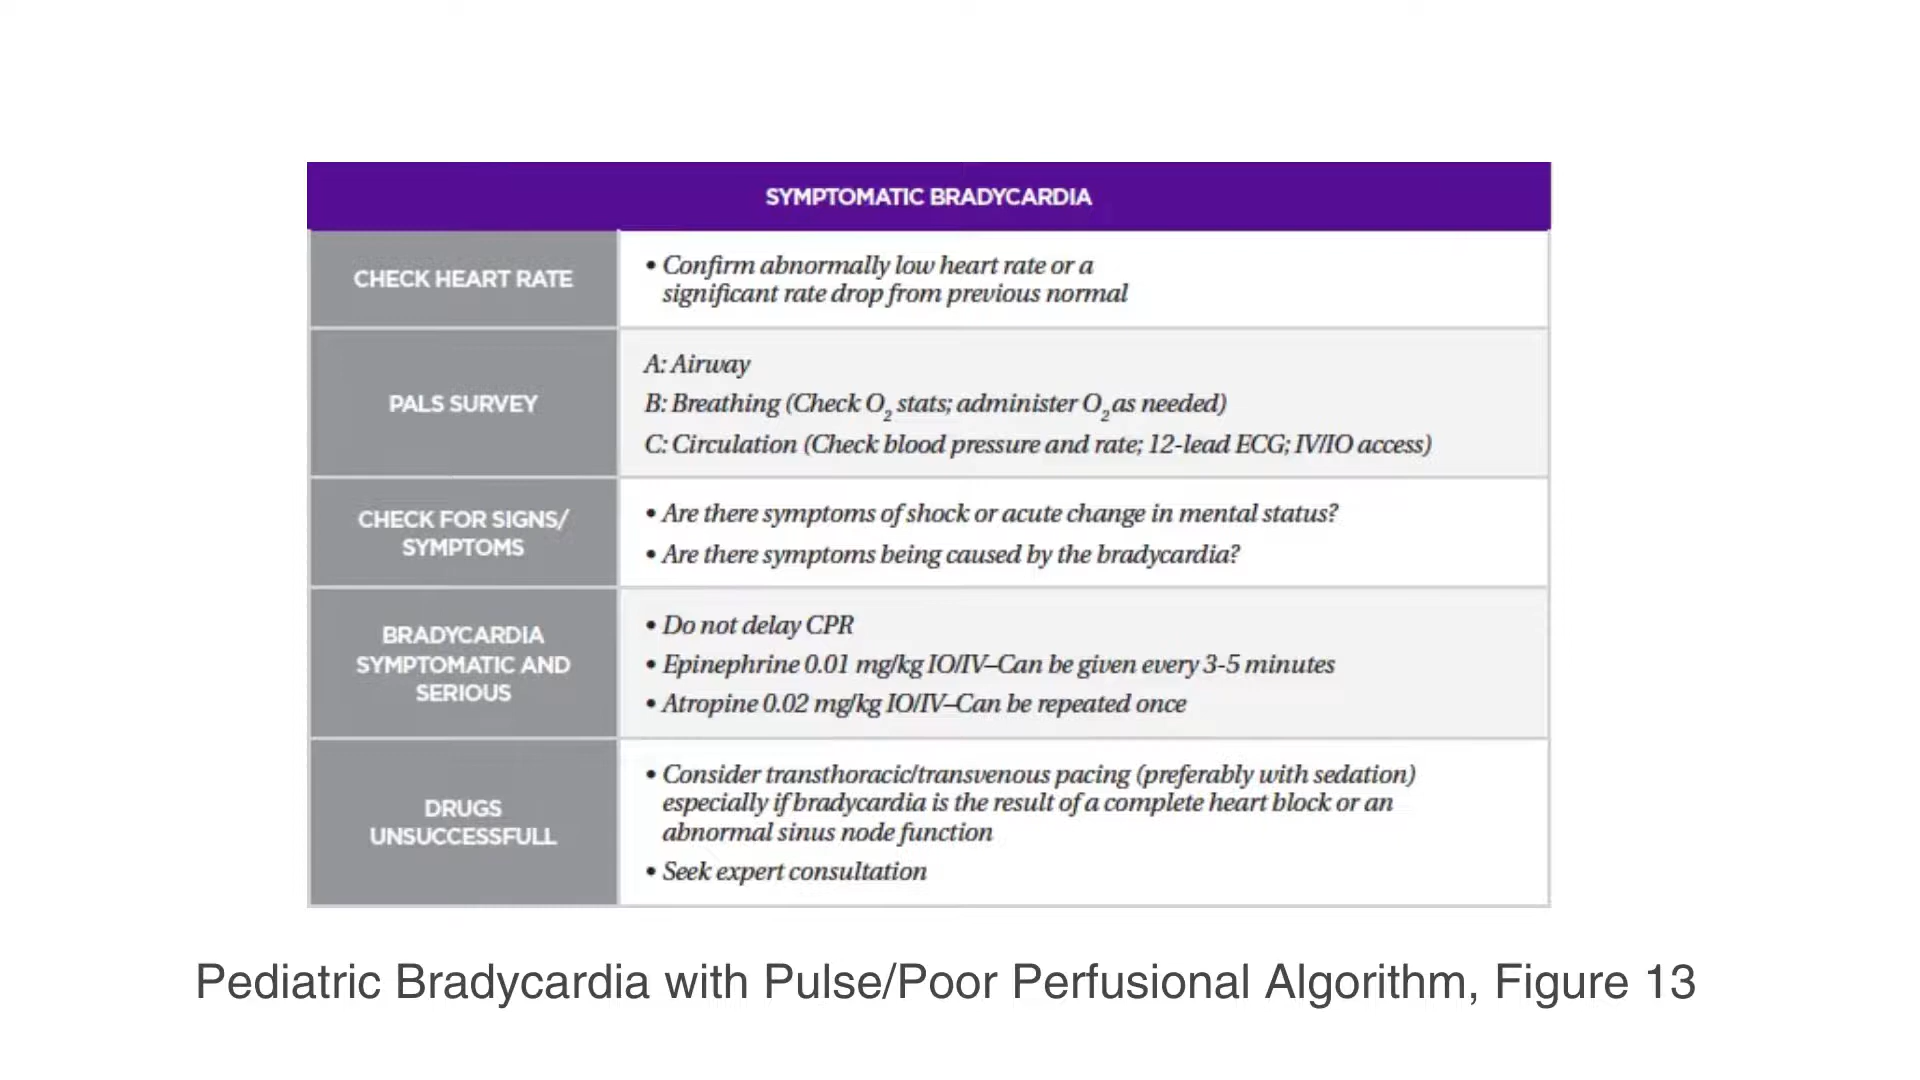 SYMPTOMATIC BRADYCARDIA
CHECK HEART RATE
• Confirm abnormally low heart rate or a
significant rate drop from previous normal
PALS SURVEY
A: Airway
B: Breathing (Check O₂ stats; administer O₂ as needed)
C: Circulation (Check blood pressure and rate; 12-lead ECG; IV/IO access)
CHECK FOR SIGNS/
SYMPTOMS
• Are there symptoms of shock or acute change in mental status?
• Are there symptoms being caused by the bradycardia?
BRADYCARDIA
SYMPTOMATIC AND
SERIOUS
• Do not delay CPR
• Epinephrine 0.01 mg/kg IO/IV–Can be given every 3-5 minutes
• Atropine 0.02 mg/kg IO/IV–Can be repeated once
DRUGS
UNSUCCESSFULL
• Consider transthoracic/transvenous pacing (preferably with sedation)
especially if bradycardia is the result of a complete heart block or an
abnormal sinus node function
• Seek expert consultation
Pediatric Bradycardia with Pulse/Poor Perfusional Algorithm, Figure 13